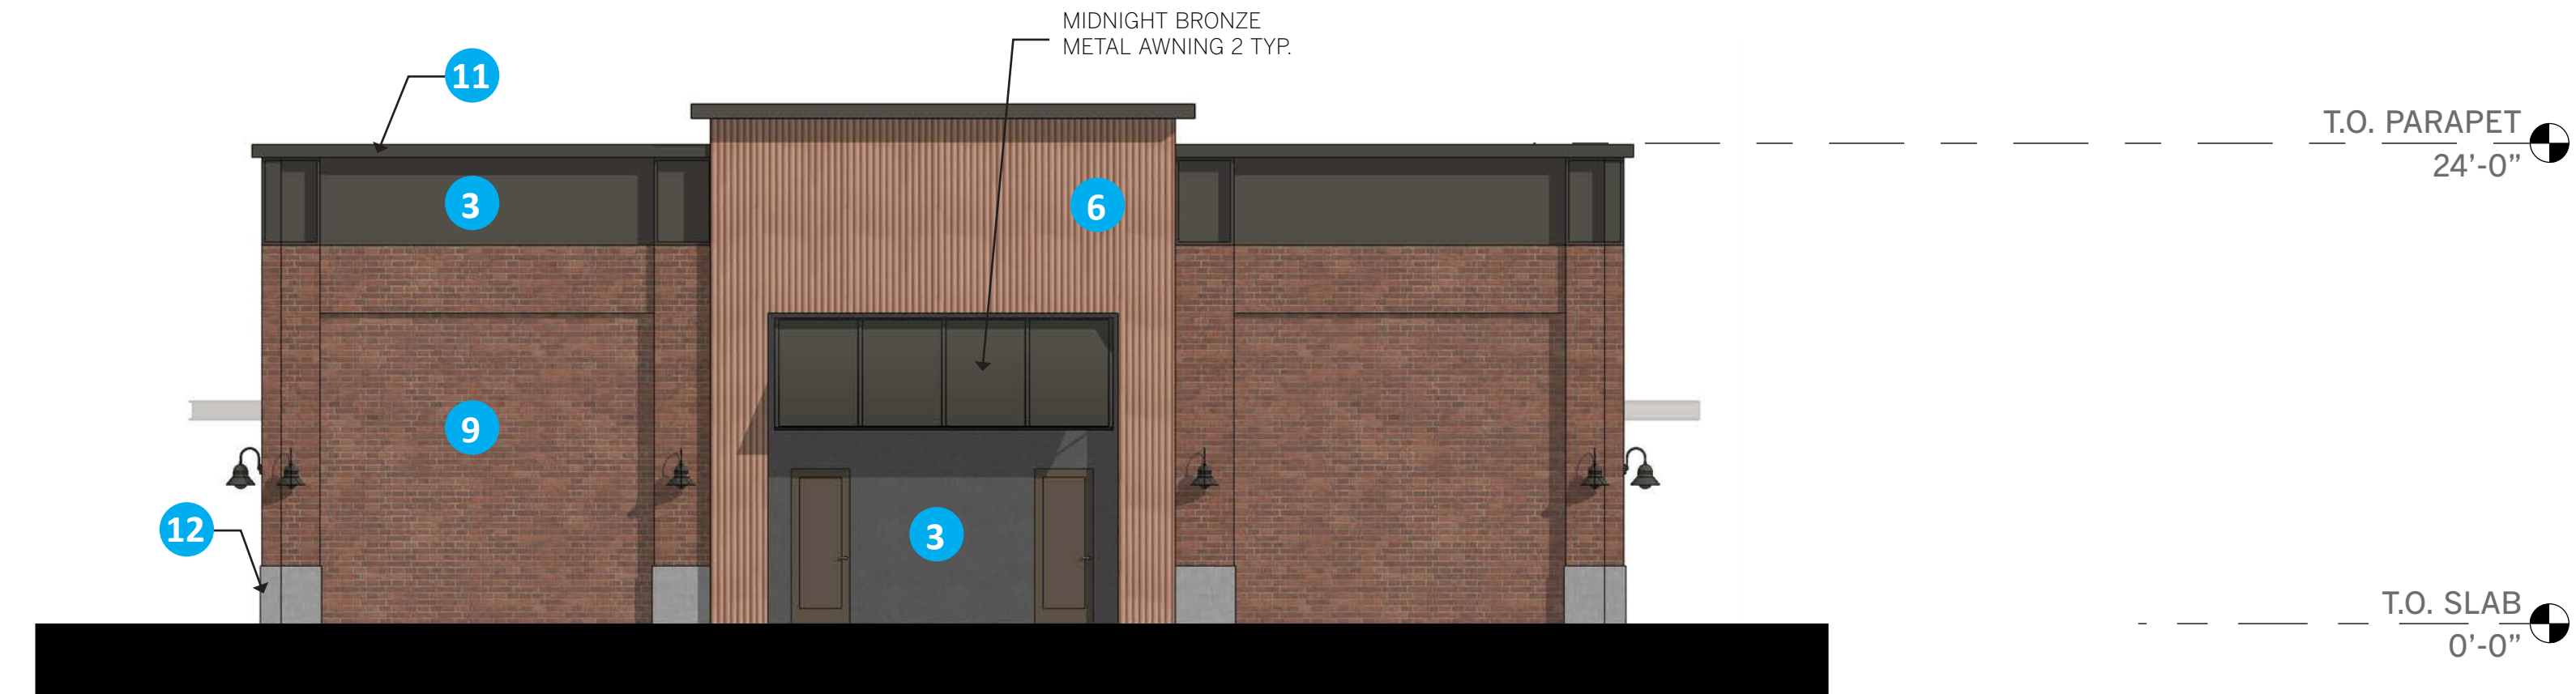 MIDNIGHT BRONZE
METAL AWNING 2 TYP.
11
T.O. PARAPET
24'-0”
3
6
9
12
3
T.O. SLAB
0'-0”